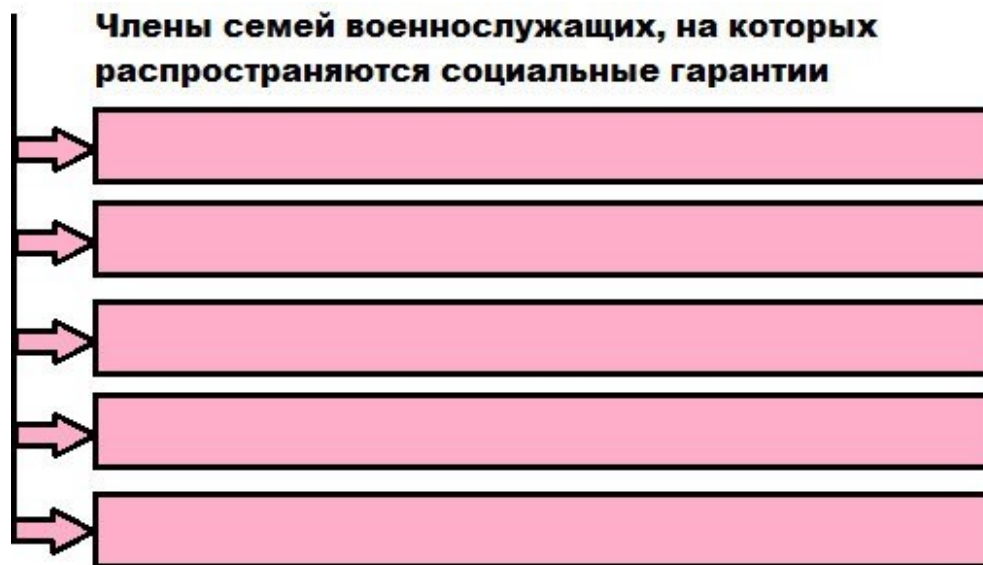 Члены семей военнослужащих, на которых
распространяются социальные гарантии